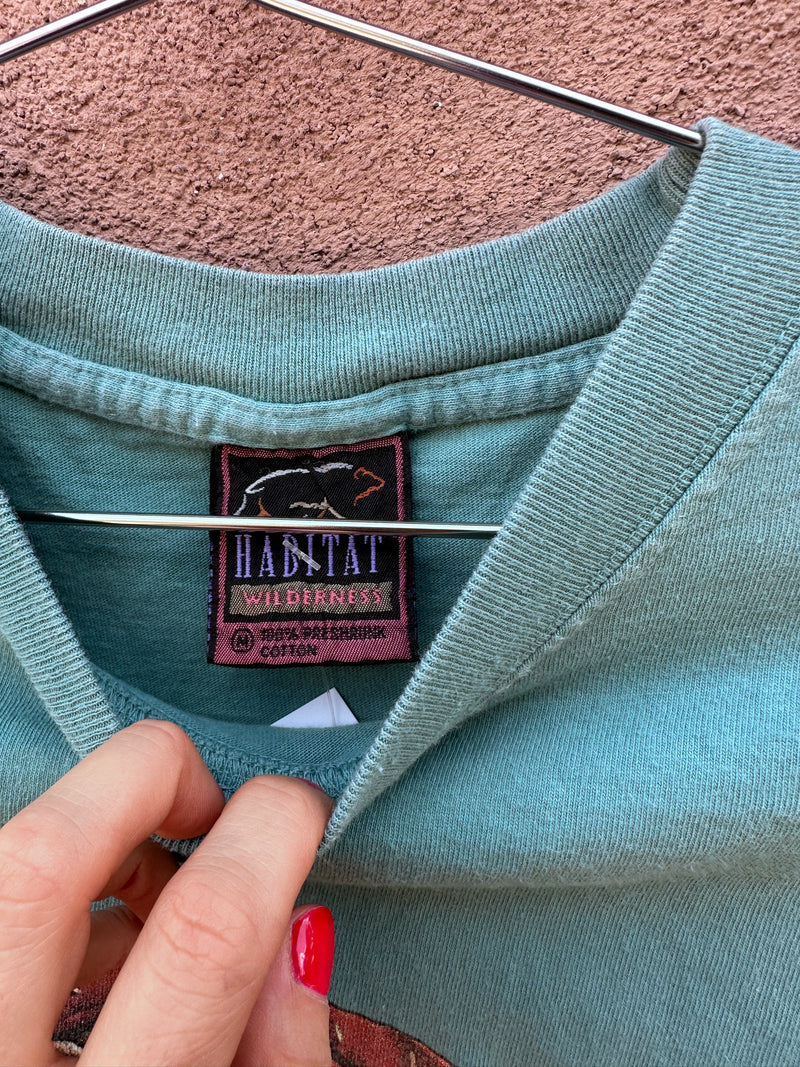 HABITAT
WILDERNESS
M 100% PRESHRUNK
COTTON